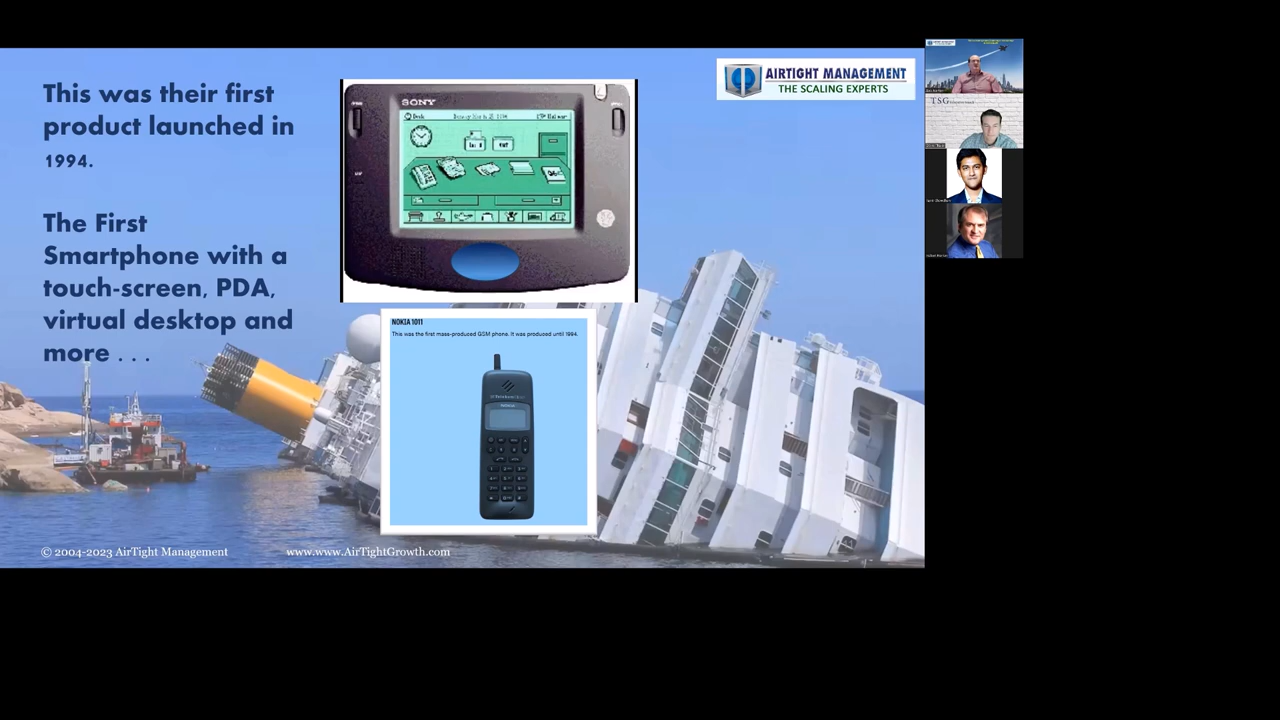 This was their first
product launched in
1994.
The First
Smartphone with a
touch-screen, PDA,
virtual desktop and
more . . .
SONY
Desk
NOKIA 1011
This was the first mass-produced GSM phone. It was produced until 1994.
AIRTIGHT MANAGEMENT
THE SCALING EXPERTS
© 2004-2023 AirTight Management
www.www.AirTightGrowth.com
TSG